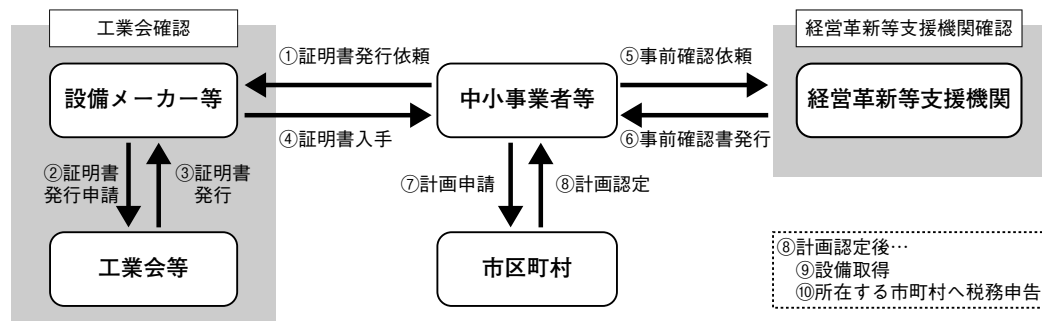 工業会確認
経営革新等支援機関確認
①証明書発行依頼
⑤事前確認依頼
設備メーカー等
中小事業者等
経営革新等支援機関
④証明書入手
⑥事前確認書発行
②証明書
発行申請
③証明書
発行
⑦計画申請
⑧計画認定
工業会等
市区町村
⑧計画認定後…
⑨設備取得
⑩所在する市町村へ税務申告